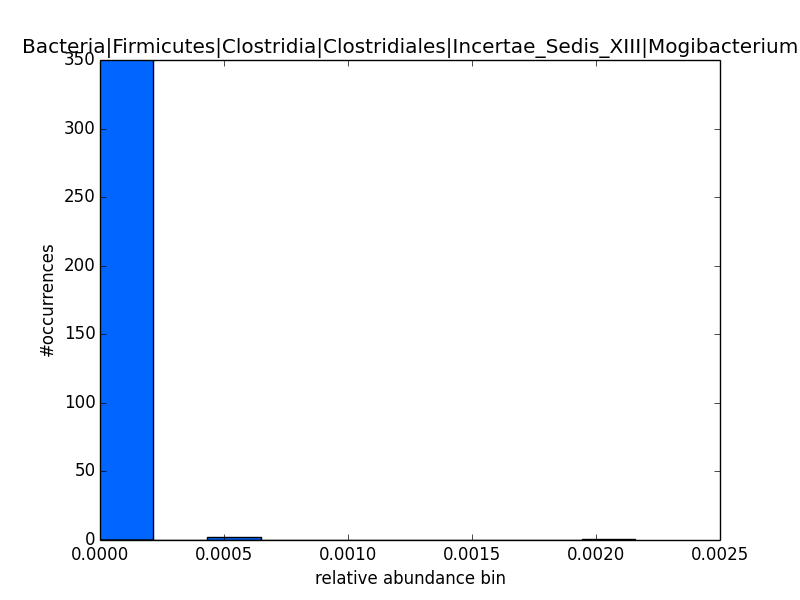 Bacteria|Firmicutes|Clostridia|Clostridiales|Incertae_Sedis_XIII|Mogibacterium
350
300
250
200
150
100
50
0
#occurrences
0.0000 0.0005 0.0010 0.0015 0.0020 0.0025
relative abundance bin